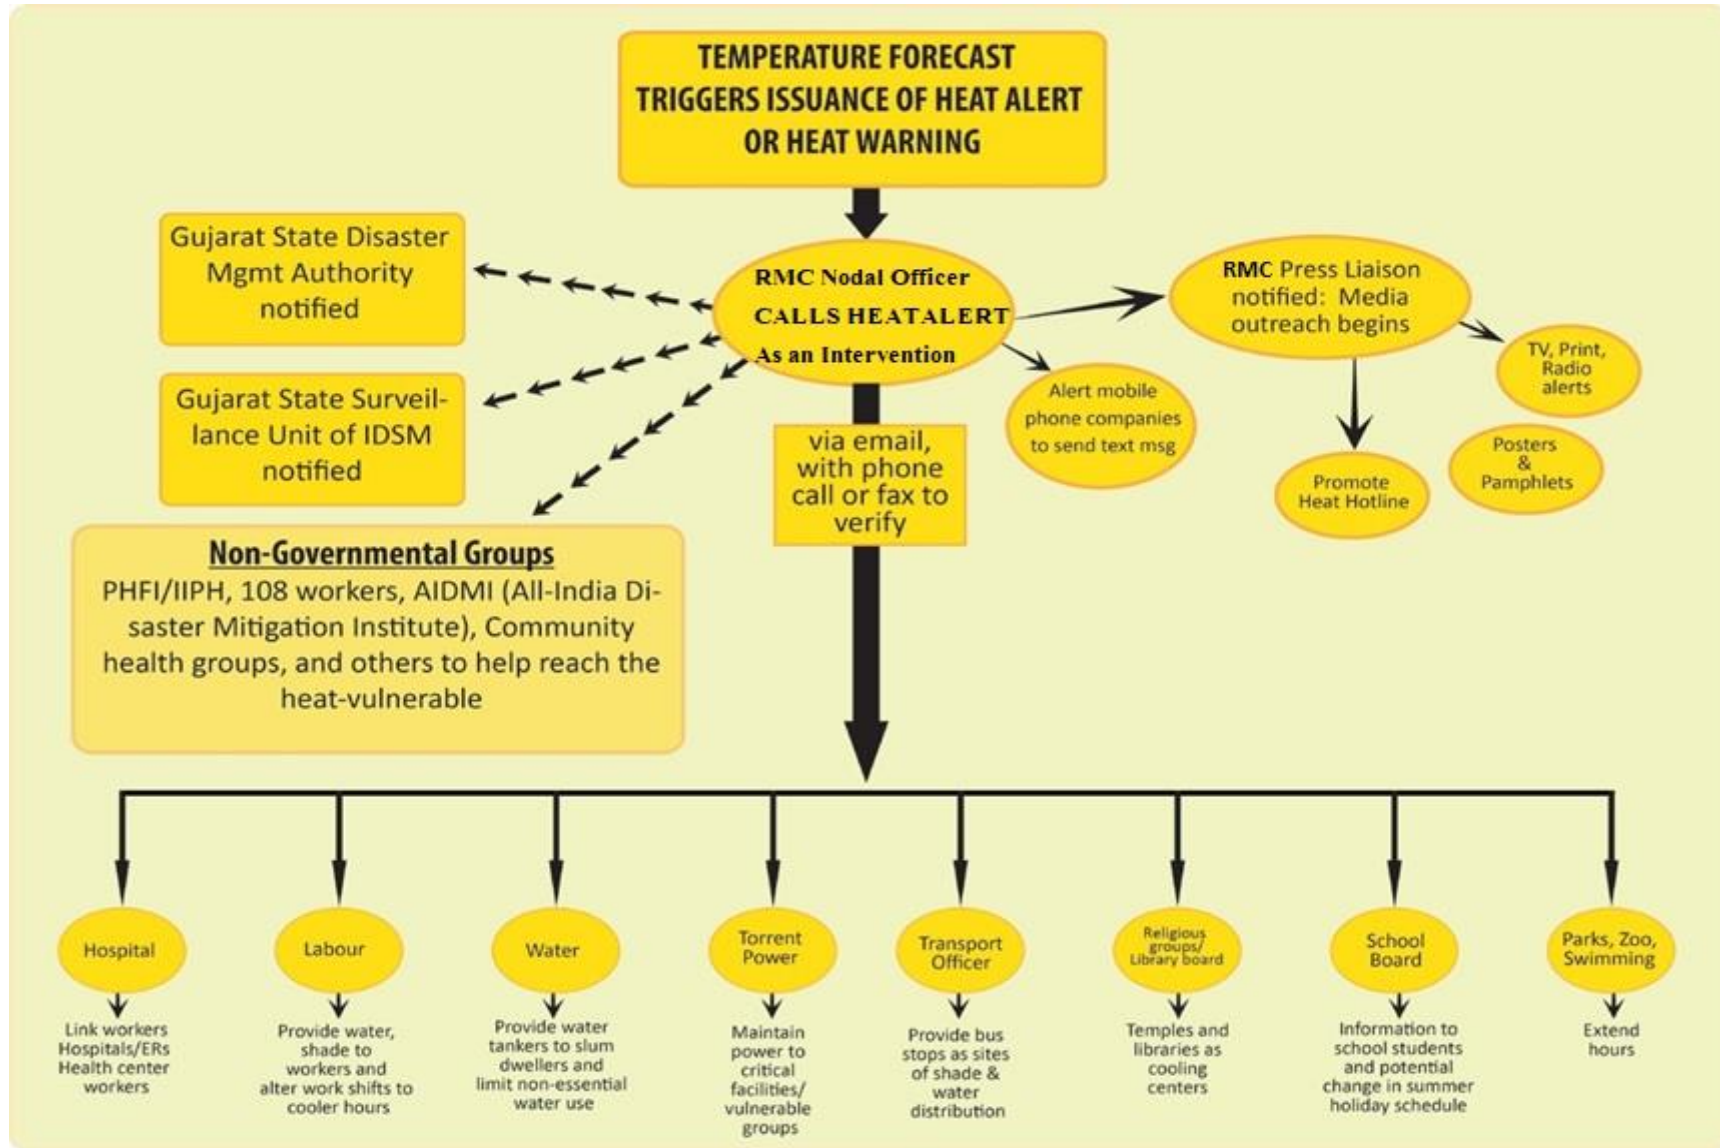 TEMPERATURE FORECAST
TRIGGERS ISSUANCE OF HEAT ALERT
OR HEAT WARNING
Gujarat State Disaster
Mgmt Authority
notified
RMC Nodal Officer
CALLS HEATALERT
As an Intervention
RMC Press Liaison
notified: Media
outreach begins
TV, Print,
Radio
alerts
Gujarat State Surveil-
lance Unit of IDSM
notified
Alert mobile
phone companies
to send text msg
via email,
with phone
call or fax to
verify
Posters
&
Pamphlets
Promote
Heat Hotline
Non-Governmental Groups
PHFI/IIPH, 108 workers, AIDMI (All-India Di-
saster Mitigation Institute), Community
health groups, and others to help reach the
heat-vulnerable
Hospital
Link workers
Hospitals/ERs
Health center
workers
Labour
Provide water,
shade to
workers and
alter work shifts to
cooler hours
Water
Provide water
tankers to slum
dwellers and
limit non-essential
water use
Torrent
Power
Maintain
power to
critical
facilities/
vulnerable
groups
Transport
Officer
Provide bus
stops as sites
of shade &
water
distribution
Religious
groups/
Library board
Temples and
libraries as
cooling
centers
School
Board
Information to
school students
and potential
change in summer
holiday schedule
Parks, Zoo,
Swimming
Extend
hours